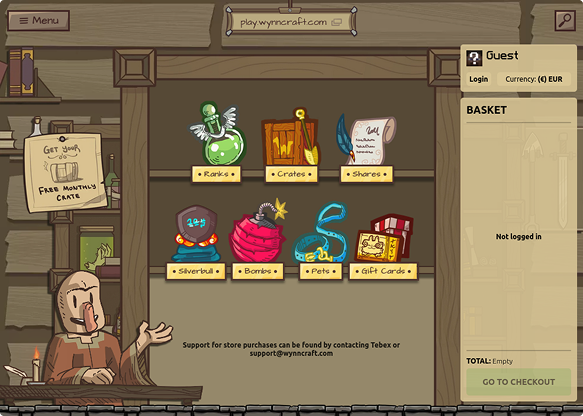 Menu
play.wynncraft.com
Guest
Login
Currency: (€) EUR
BASKET
GET YOUR
FREE MONTHLY
CRATE
• Ranks •
• Crates •
• Shares •
• Silverbull •
• Bombs •
• Pets •
• Gift Cards •
Not logged in
Support for store purchases can be found by contacting Tebex or
support@wynncraft.com
TOTAL: Empty
GO TO CHECKOUT